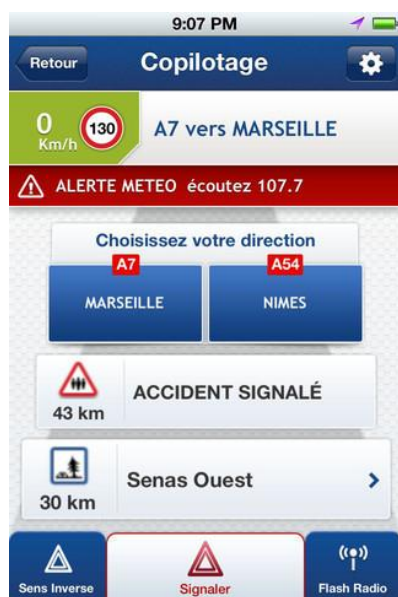 9:07 PM
Retour
Copilotage
0
Km/h
130
A7 vers MARSEILLE
ALERTE METEO écoutez 107.7
Choisissez votre direction
A7
A54
MARSEILLE
NIMES
ACCIDENT SIGNALÉ
43 km
Senas Ouest
30 km
Sens Inverse
Signaler
Flash Radio